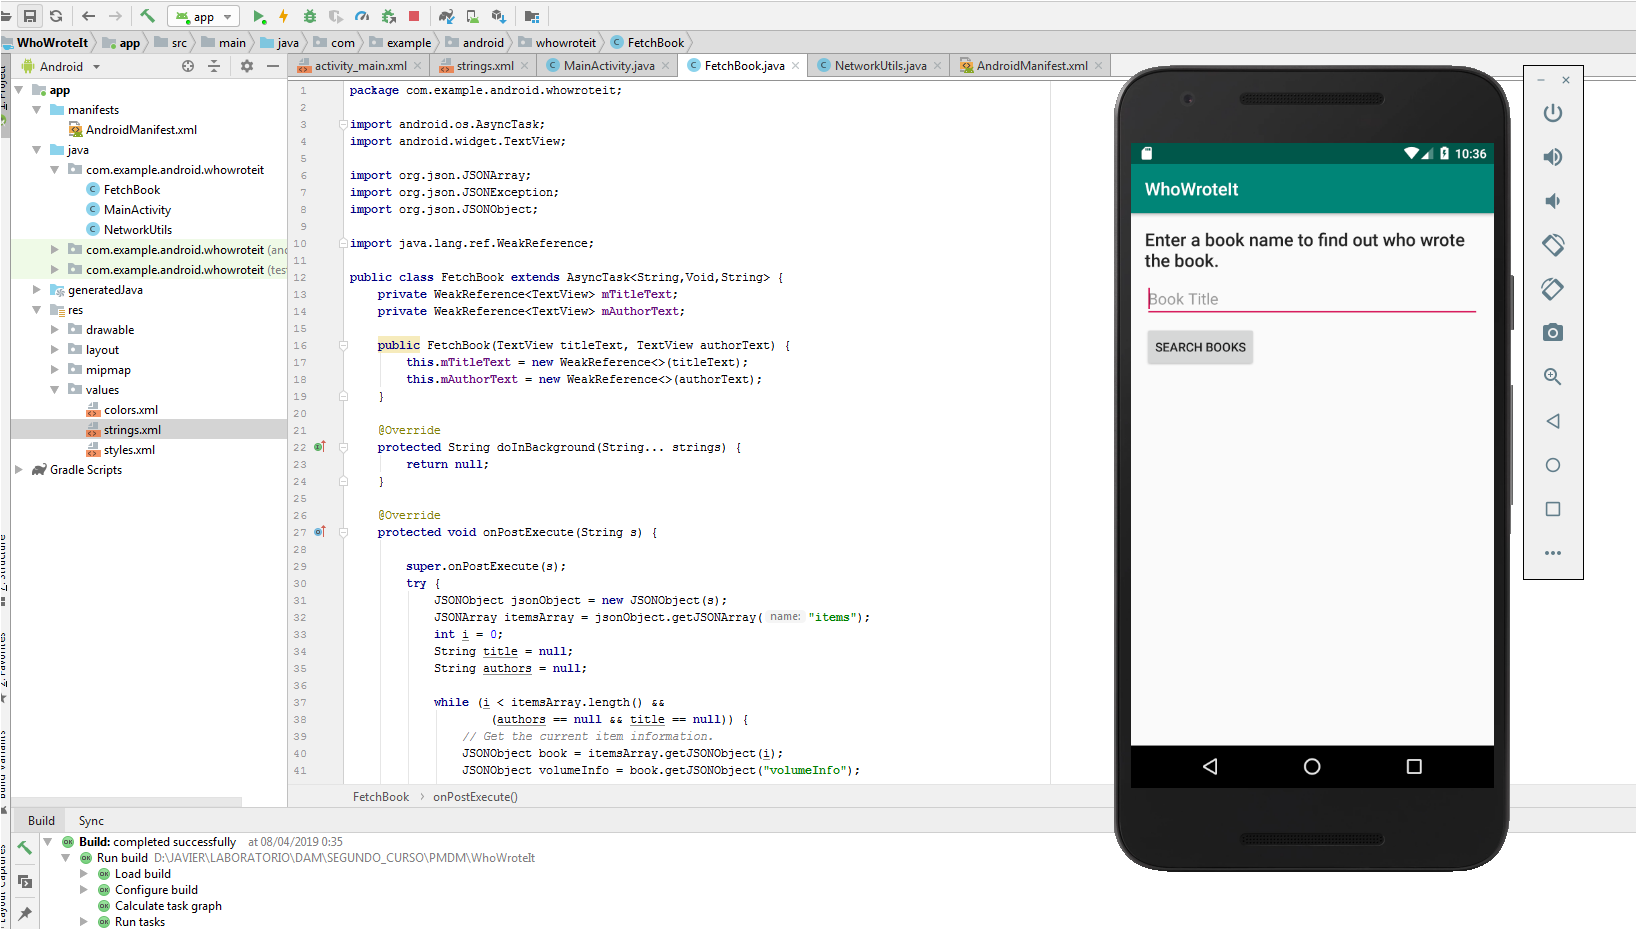 app
WhoWroteIt app src main java com example android whowroteit FetchBook
Android
activity_main.xml strings.xml MainActivity.java FetchBook.java NetworkUtils.java AndroidManifest.xml
app
manifests
AndroidManifest.xml
java
com.example.android.whowroteit
FetchBook
MainActivity
NetworkUtils
com.example.android.whowroteit
com.example.android.whowroteit
generatedJava
res
drawable
layout
mipmap
values
colors.xml
strings.xml
styles.xml
Gradle Scripts
1 package com.example.android.whowroteit;
2
3 import android.os.AsyncTask;
4 import android.widget.TextView;
5
6 import org.json.JSONArray;
7 import org.json.JSONException;
8 import org.json.JSONObject;
9
10 import java.lang.ref.WeakReference;
11
12 public class FetchBook extends AsyncTask<String,Void,String> {
13 private WeakReference<TextView> mTitleText;
14 private WeakReference<TextView> mAuthorText;
15
16 public FetchBook(TextView titleText, TextView authorText) {
17 this.mTitleText = new WeakReference<>(titleText);
18 this.mAuthorText = new WeakReference<>(authorText);
19 }
20
21 @Override
22 protected String doInBackground(String... strings) {
23 return null;
24 }
25
26 @Override
27 protected void onPostExecute(String s) {
28
29 super.onPostExecute(s);
30 try {
31 JSONObject jsonObject = new JSONObject(s);
32 JSONArray itemsArray = jsonObject.getJSONArray( name: "items");
33 int i = 0;
34 String title = null;
35 String authors = null;
36
37 while (i < itemsArray.length() &&
38 (authors == null && title == null)) {
39 // Get the current item information.
40 JSONObject book = itemsArray.getJSONObject(i);
41 JSONObject volumeInfo = book.getJSONObject("volumeInfo");
FetchBook onPostExecute()
10:36
WhoWroteIt
Enter a book name to find out who wrote
the book.
Book Title
SEARCH BOOKS
Build Sync
Build: completed successfully at 08/04/2019 0:35
Run build D:\JAVIER\LABORATORIO\DAM\SEGUNDO_CURSO\PMDM\WhoWroteIt
Load build
Configure build
Calculate task graph
Run tasks